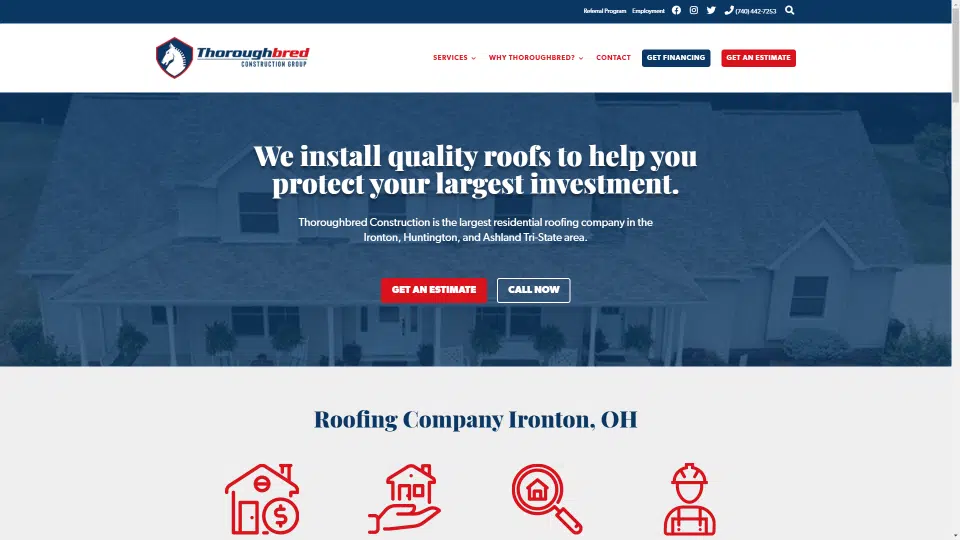 Referral Program Employment (740) 442-7253
Thoroughbred
CONSTRUCTION GROUP
SERVICES WHY THOROUGHBRED? CONTACT GET FINANCING GET AN ESTIMATE
We install quality roofs to help you
protect your largest investment.
Thoroughbred Construction is the largest residential roofing company in the
Ironton, Huntington, and Ashland Tri-State area.
GET AN ESTIMATE CALL NOW
Roofing Company Ironton, OH
$